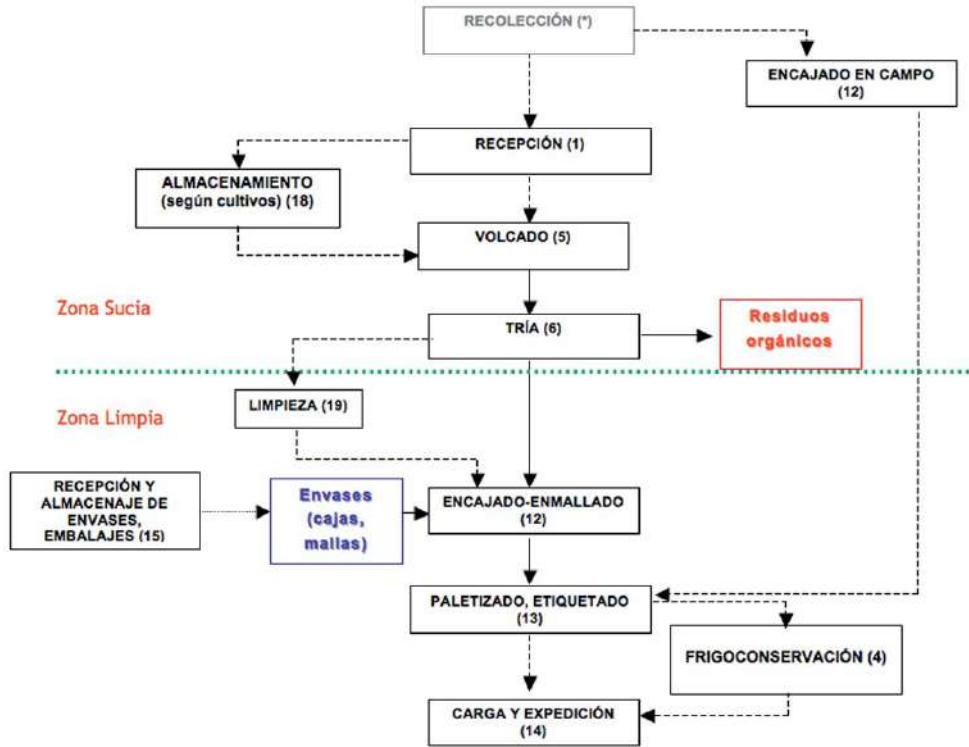 RECOLECCIÓN (*)
ENCAJADO EN CAMPO
(12)
RECEPCIÓN (1)
ALMACENAMIENTO
(según cultivos) (18)
VOLCADO (5)
Zona Sucia
TRÍA (6)
Residuos
orgánicos
LIMPIEZA (19)
Zona Limpia
RECEPCIÓN Y
ALMACENAJE DE
ENVASES,
EMBALAJES (15)
Envases
(cajas,
mallas)
ENCAJADO-ENMALLADO
(12)
PALETIZADO, ETIQUETADO
(13)
FRIGOCONSERVACIÓN (4)
CARGA Y EXPEDICIÓN
(14)